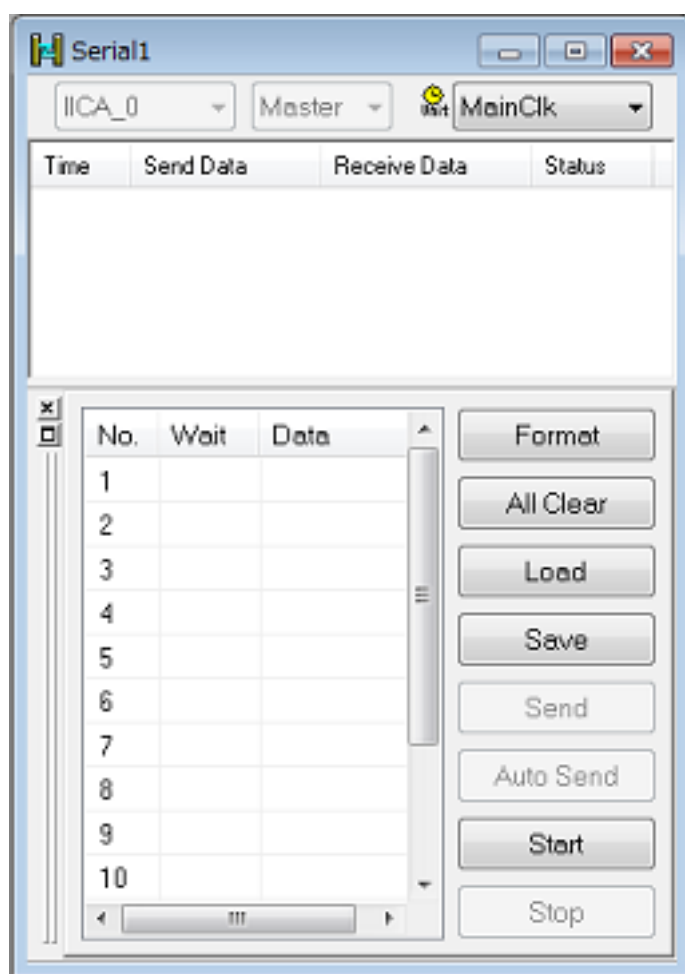 Serial1
IICA_0 Master Unit MainClk
Time Send Data Receive Data Status
No. Wait Data
Format
1
All Clear
2
3
Load
4
Save
5
6
Send
7
Auto Send
8
9
Start
10
Stop